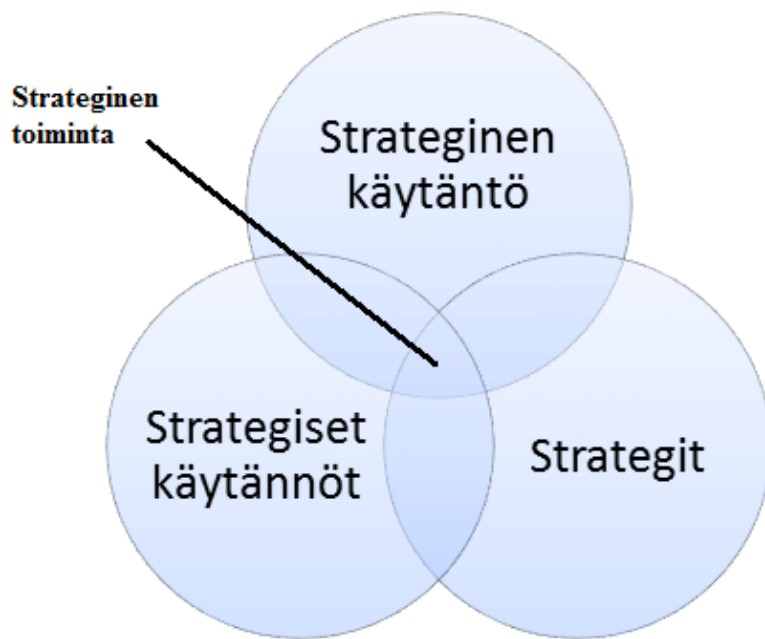 Strateginen
toiminta
Strateginen
käytäntö
Strategiset
käytännöt
Strategit